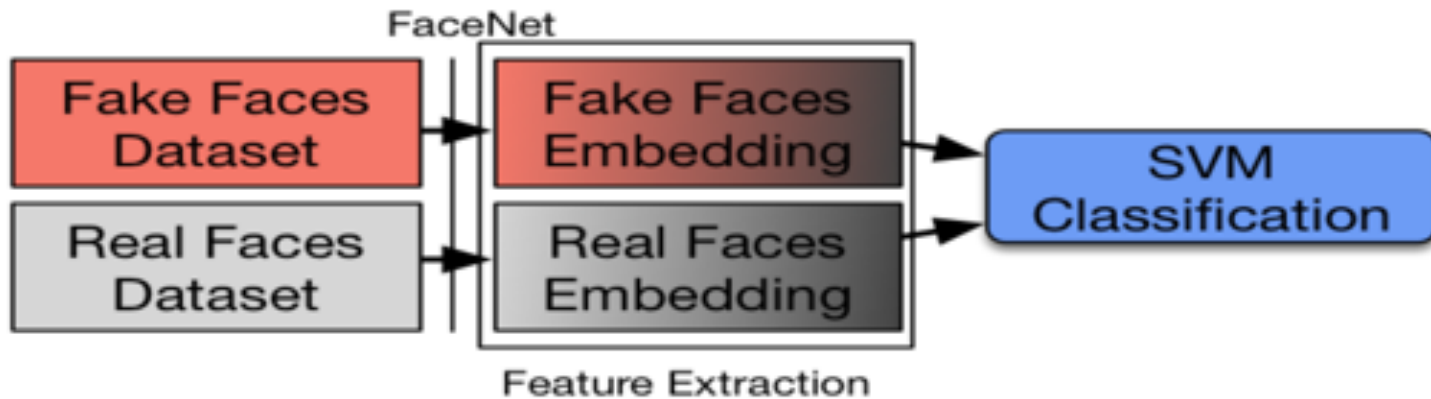 FaceNet
Fake Faces
Dataset
Fake Faces
Embedding
Real Faces
Dataset
Real Faces
Embedding
SVM
Classification
Feature Extraction